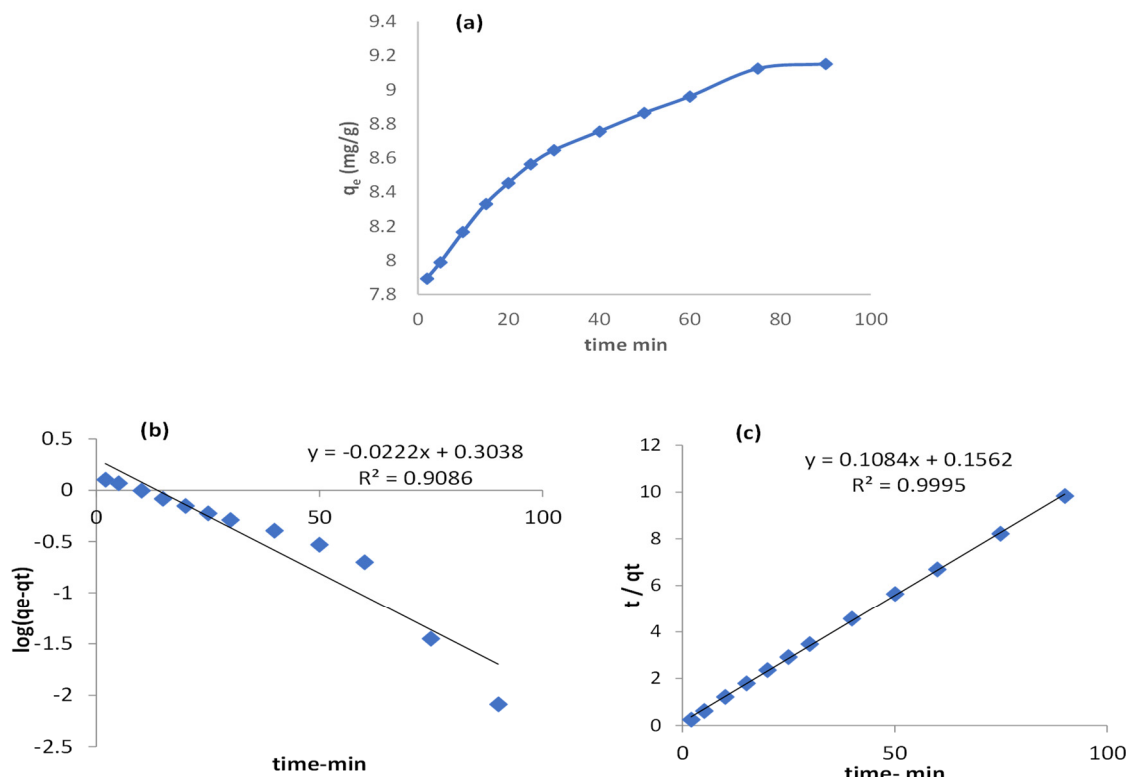 (a)
9.4
9.2
9
8.8
8.6
8.4
8.2
8
7.8
qe (mg/g)
0 20 40 60 80 100
time min
(b)
y = -0.0222x + 0.3038
R² = 0.9086
0.5
0
-0.5
-1
-1.5
-2
-2.5
log(qe-qt)
0 50 100
time-min
(c)
y = 0.1084x + 0.1562
R² = 0.9995
12
10
8
6
4
2
0
t / qt
0 50 100
time- min